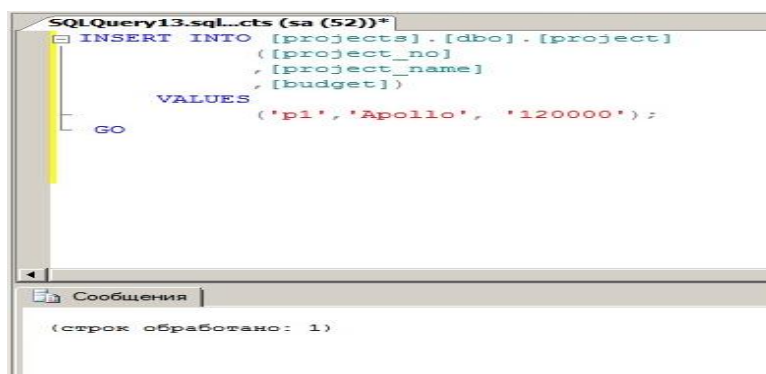 SQLQuery13.sql...cts (sa (52))*
INSERT INTO [projects].[dbo].[project]
([project_no]
,[project_name]
,[budget])
VALUES
('p1','Apollo', '120000');
GO
Сообщения
(строк обработано: 1)